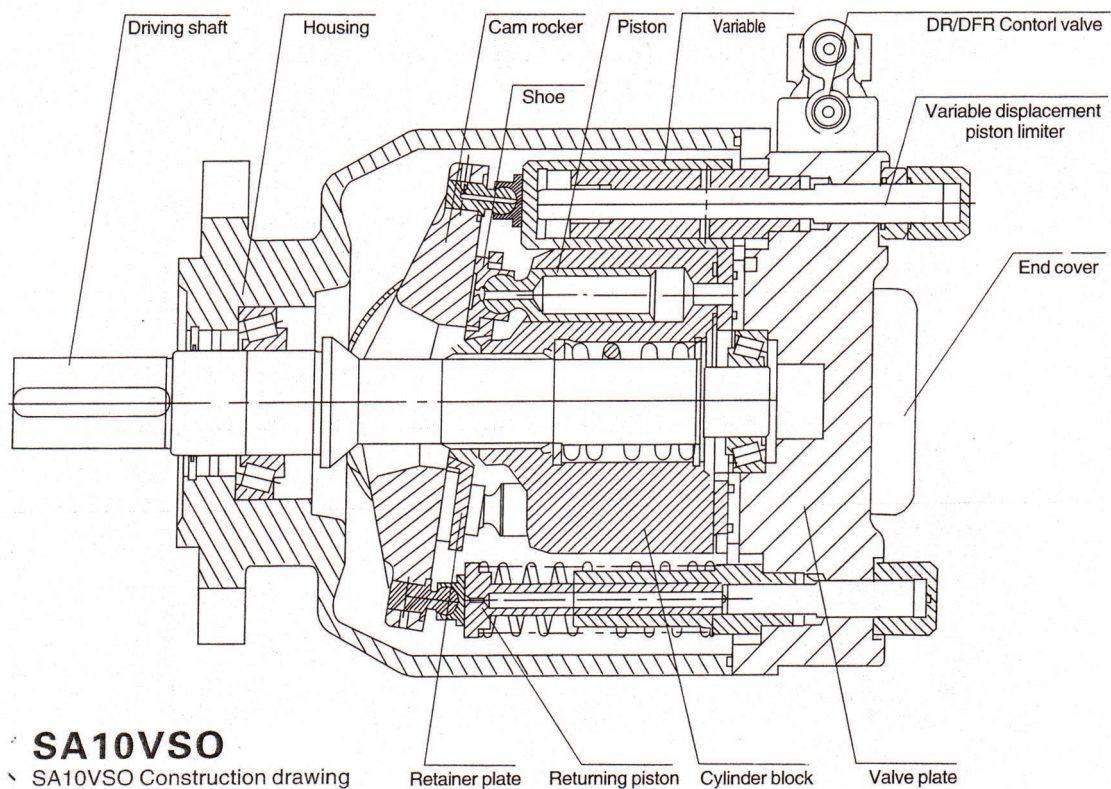 Driving shaft
Housing
Cam rocker
Piston
Variable
DR/DFR Contorl valve
Shoe
Variable displacement
piston limiter
End cover
SA10VSO
SA10VSO Construction drawing
Retainer plate
Returning piston
Cylinder block
Valve plate